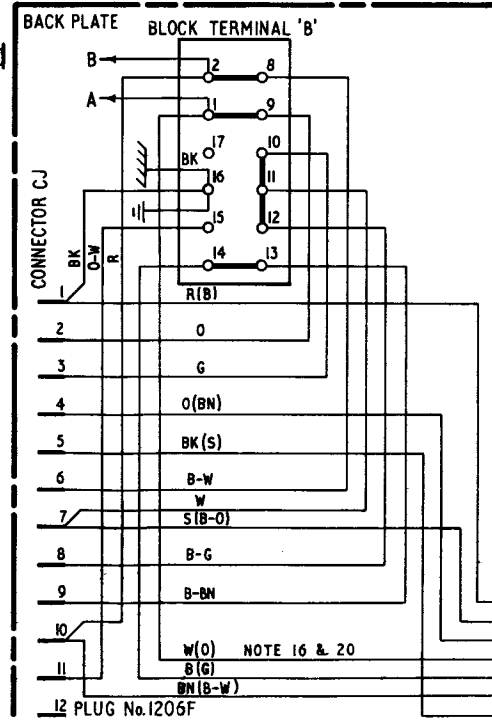 BACK PLATE
BLOCK TERMINAL 'B'
B
2 8
A
1 9
17 10
BK
16 11
15 12
14 13
CONNECTOR CJ
BK
O-W
R
1 R(B)
2 O
3 G
4 O(BN)
5 BK(S)
6 B-W
W
7 S(B-O)
8 B-G
9 B-BN
10
W(O) NOTE 16 & 20
11 B(G)
BN(B-W)
12 PLUG No.1206F